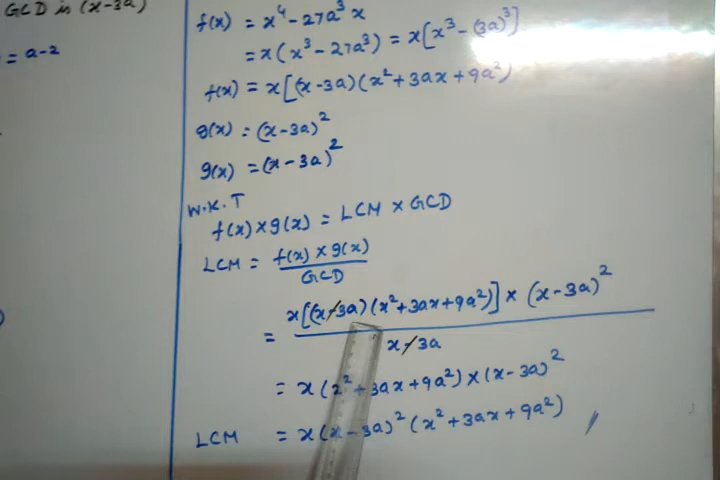 GCD is (x-3a)
= a-2
f(x) = x⁴ - 27a³x
= x(x³ - 27a³) = x[x³ - (3a)³]
f(x) = x[(x-3a)(x²+3ax+9a²)
g(x) = (x-3a)²
g(x) = (x-3a)²
W.K.T
f(x) × g(x) = LCM × GCD
LCM = f(x) × g(x)
GCD
= x[(x-3a)(x²+3ax+9a²)] × (x-3a)²
x-3a
= x(x²+3ax+9a²) × (x-3a)²
LCM = x(x-3a)²(x²+3ax+9a²)